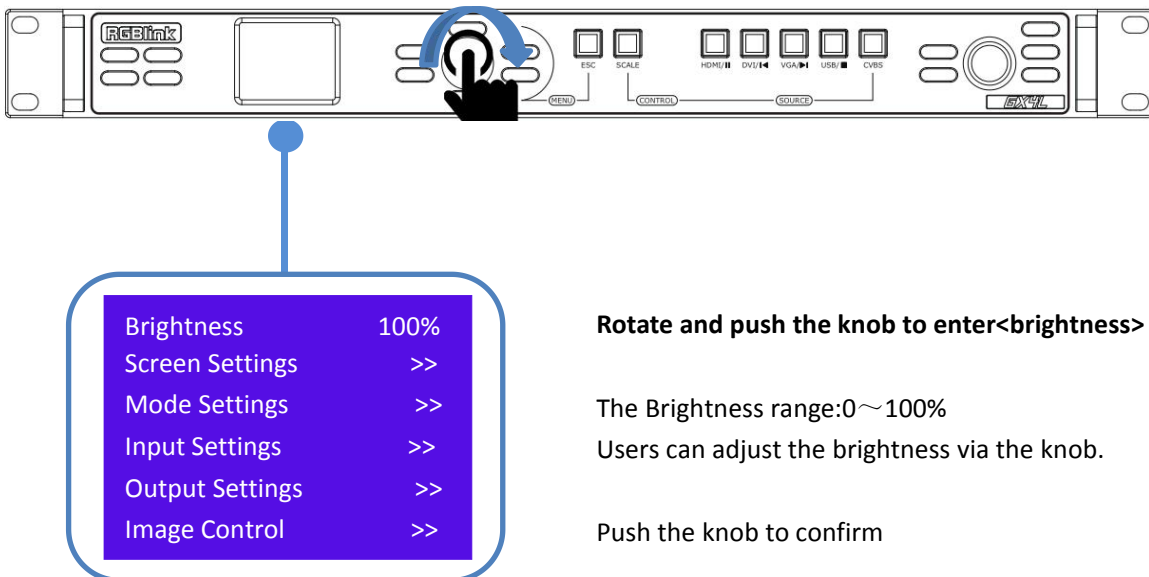 RGBlink
ESC
SCALE
HDMI/⏸
DVI/⏮
VGA/⏯
USB/⏹
CVBS
MENU
CONTROL
SOURCE
GX4L
Brightness 100%
Screen Settings >>
Mode Settings >>
Input Settings >>
Output Settings >>
Image Control >>
Rotate and push the knob to enter<brightness>
The Brightness range:0～100%
Users can adjust the brightness via the knob.
Push the knob to confirm